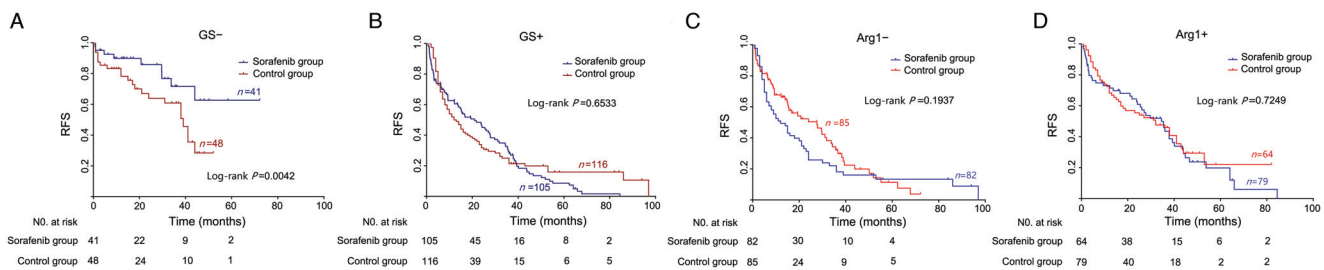 A
GS−
1.0
0.8
0.6
0.4
0.2
RFS
Sorafenib group
Control group
n=41
n=48
Log-rank P=0.0042
0 20 40 60 80 100
Time (months)
N0. at risk
Sorafenib group 41 22 9 2
Control group 48 24 10 1
B
GS+
1.0
0.8
0.6
0.4
0.2
RFS
Sorafenib group
Control group
Log-rank P=0.6533
n=116
n=105
0 20 40 60 80 100
Time (months)
N0. at risk
Sorafenib group 105 45 16 8 2
Control group 116 39 15 6 5
C
Arg1−
1.0
0.8
0.6
0.4
0.2
RFS
Sorafenib group
Control group
Log-rank P=0.1937
n=85
n=82
0 20 40 60 80 100
Time (months)
N0. at risk
Sorafenib group 82 30 10 4
Control group 85 24 9 5
D
Arg1+
1.0
0.8
0.6
0.4
0.2
RFS
Sorafenib group
Control group
Log-rank P=0.7249
n=64
n=79
0 20 40 60 80 100
Time (months)
N0. at risk
Sorafenib group 64 38 15 6 2
Control group 79 40 18 2 2